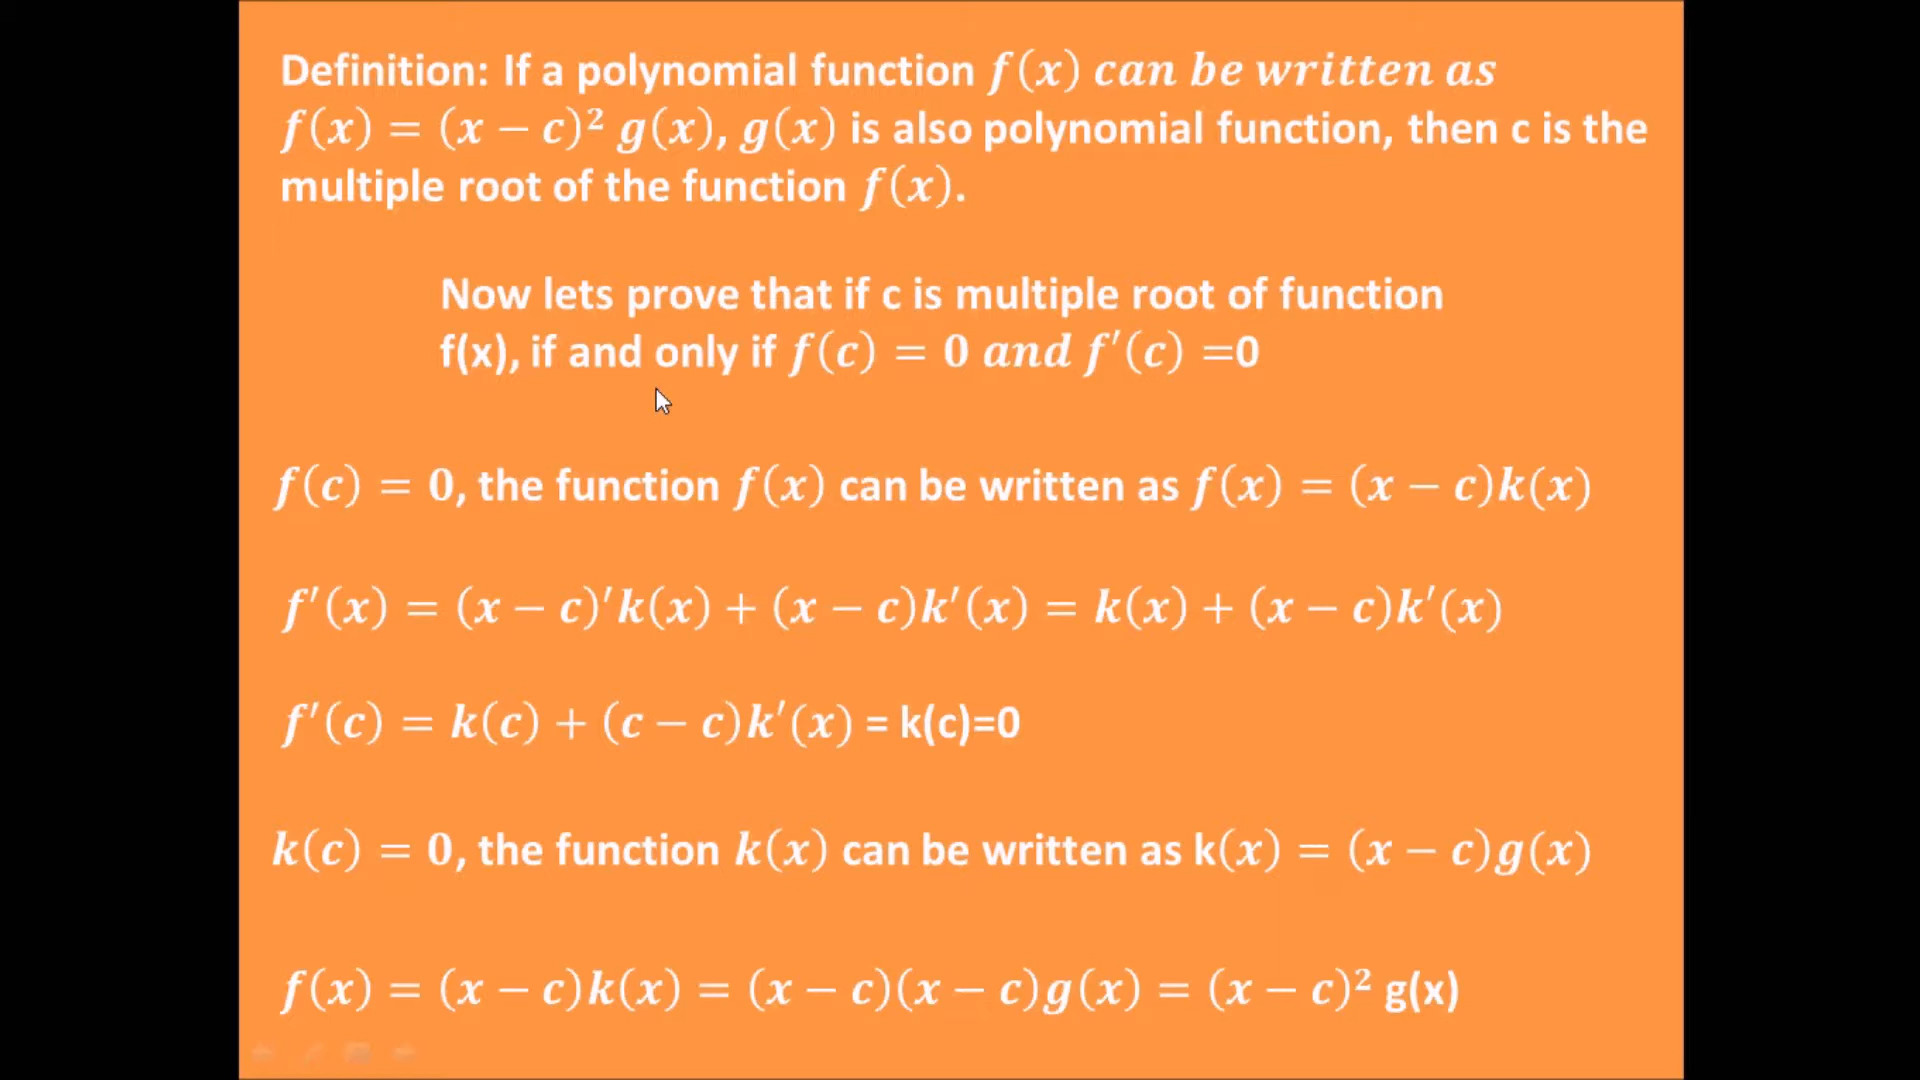 Definition: If a polynomial function f(x) can be written as
f(x) = (x − c)² g(x), g(x) is also polynomial function, then c is the
multiple root of the function f(x).
Now lets prove that if c is multiple root of function
f(x), if and only if f(c) = 0 and f′(c) =0
f(c) = 0, the function f(x) can be written as f(x) = (x − c)k(x)
f′(x) = (x − c)′k(x) + (x − c)k′(x) = k(x) + (x − c)k′(x)
f′(c) = k(c) + (c − c)k′(x) = k(c)=0
k(c) = 0, the function k(x) can be written as k(x) = (x − c)g(x)
f(x) = (x − c)k(x) = (x − c)(x − c)g(x) = (x − c)² g(x)